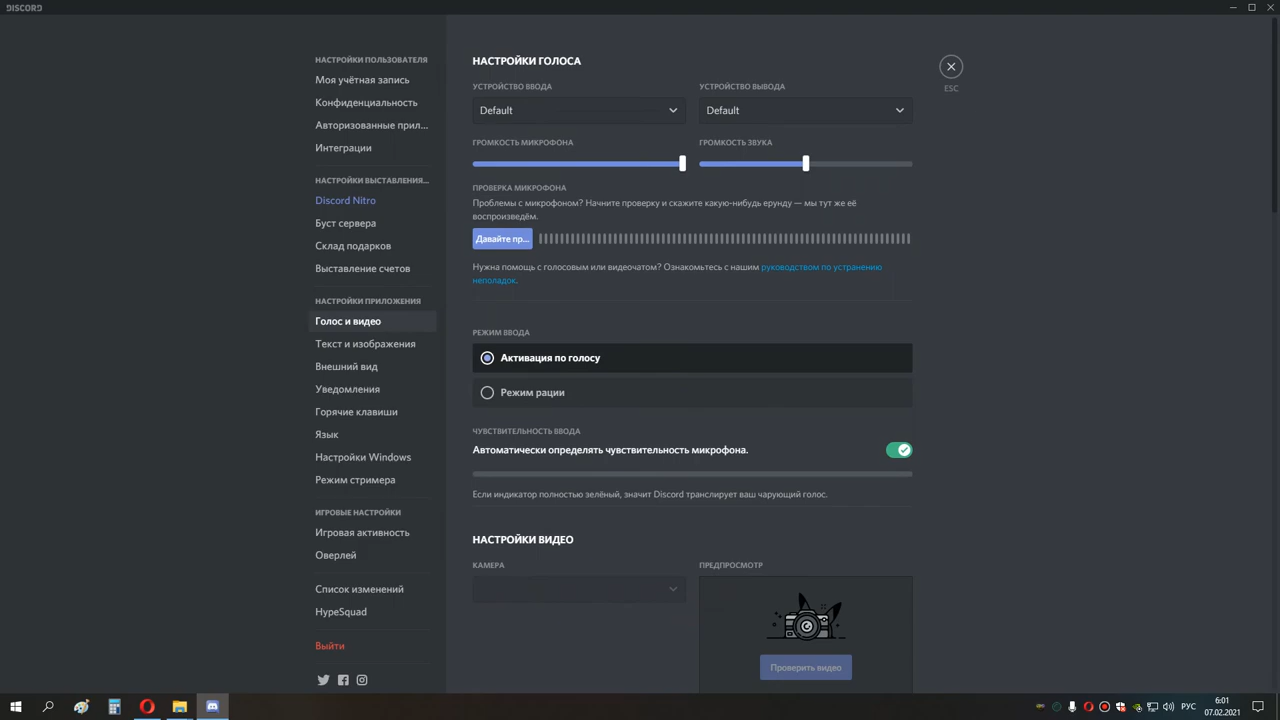 DISCORD
НАСТРОЙКИ ПОЛЬЗОВАТЕЛЯ
Моя учётная запись
Конфиденциальность
Авторизованные прил...
Интеграции
НАСТРОЙКИ ВЫСТАВЛЕНИЯ...
Discord Nitro
Буст сервера
Склад подарков
Выставление счетов
НАСТРОЙКИ ПРИЛОЖЕНИЯ
Голос и видео
Текст и изображения
Внешний вид
Уведомления
Горячие клавиши
Язык
Настройки Windows
Режим стримера
ИГРОВЫЕ НАСТРОЙКИ
Игровая активность
Оверлей
Список изменений
HypeSquad
Выйти
НАСТРОЙКИ ГОЛОСА
УСТРОЙСТВО ВВОДА
УСТРОЙСТВО ВЫВОДА
Default
Default
ГРОМКОСТЬ МИКРОФОНА
ГРОМКОСТЬ ЗВУКА
ПРОВЕРКА МИКРОФОНА
Проблемы с микрофоном? Начните проверку и скажите какую-нибудь ерунду — мы тут же её
воспроизведём.
Давайте пр...
Нужна помощь с голосовым или видеочатом? Ознакомьтесь с нашим руководством по устранению
неполадок.
РЕЖИМ ВВОДА
Активация по голосу
Режим рации
ЧУВСТВИТЕЛЬНОСТЬ ВВОДА
Автоматически определять чувствительность микрофона.
Если индикатор полностью зелёный, значит Discord транслирует ваш чарующий голос.
НАСТРОЙКИ ВИДЕО
КАМЕРА
ПРЕДПРОСМОТР
Проверить видео
ESC
РУС
6:01
07.02.2021